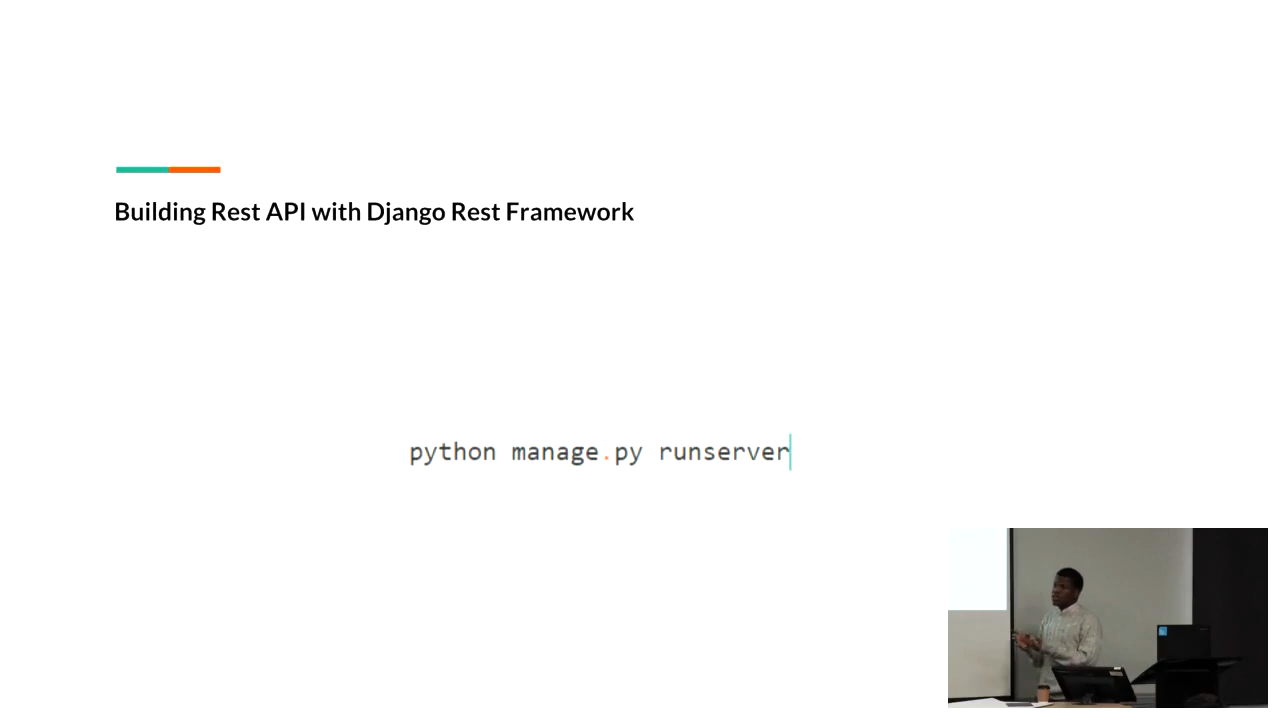 Building Rest API with Django Rest Framework
python manage.py runserver